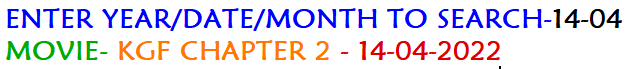 ENTER YEAR/DATE/MONTH TO SEARCH-14-04
MOVIE- KGF CHAPTER 2 - 14-04-2022